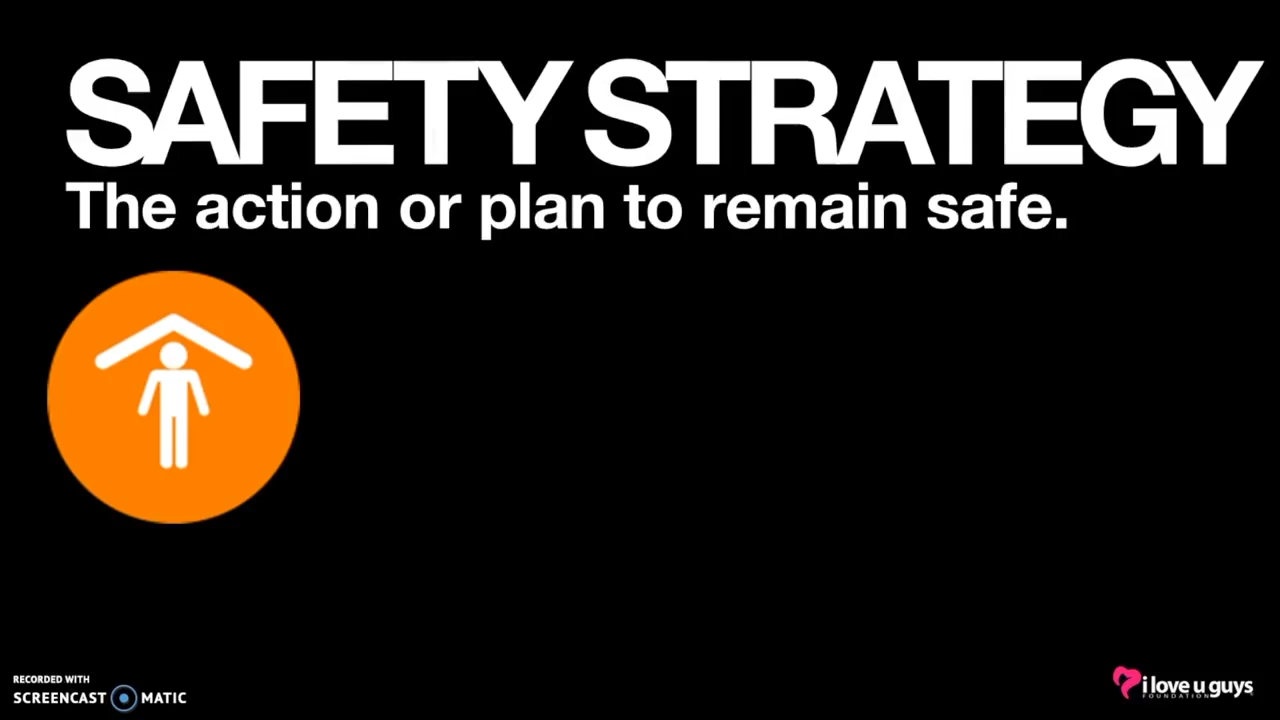 SAFETY STRATEGY
The action or plan to remain safe.
RECORDED WITH
SCREENCAST MATIC
i love u guys
FOUNDATION